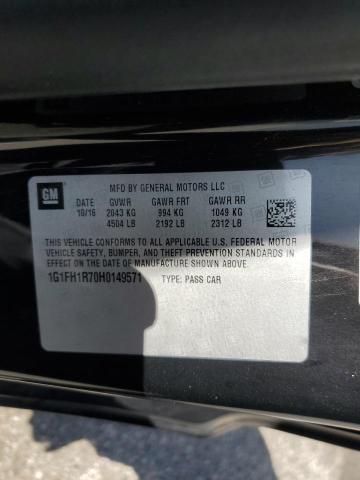 GM
MFD BY GENERAL MOTORS LLC
DATE GVWR GAWR FRT GAWR RR
10/16 2043 KG 994 KG 1049 KG
4504 LB 2192 LB 2312 LB
THIS VEHICLE CONFORMS TO ALL APPLICABLE U.S. FEDERAL MOTOR
VEHICLE SAFETY, BUMPER, AND THEFT PREVENTION STANDARDS
IN EFFECT ON THE DATE OF MANUFACTURE SHOWN ABOVE.
1G1FH1R70H0149571 TYPE: PASS CAR